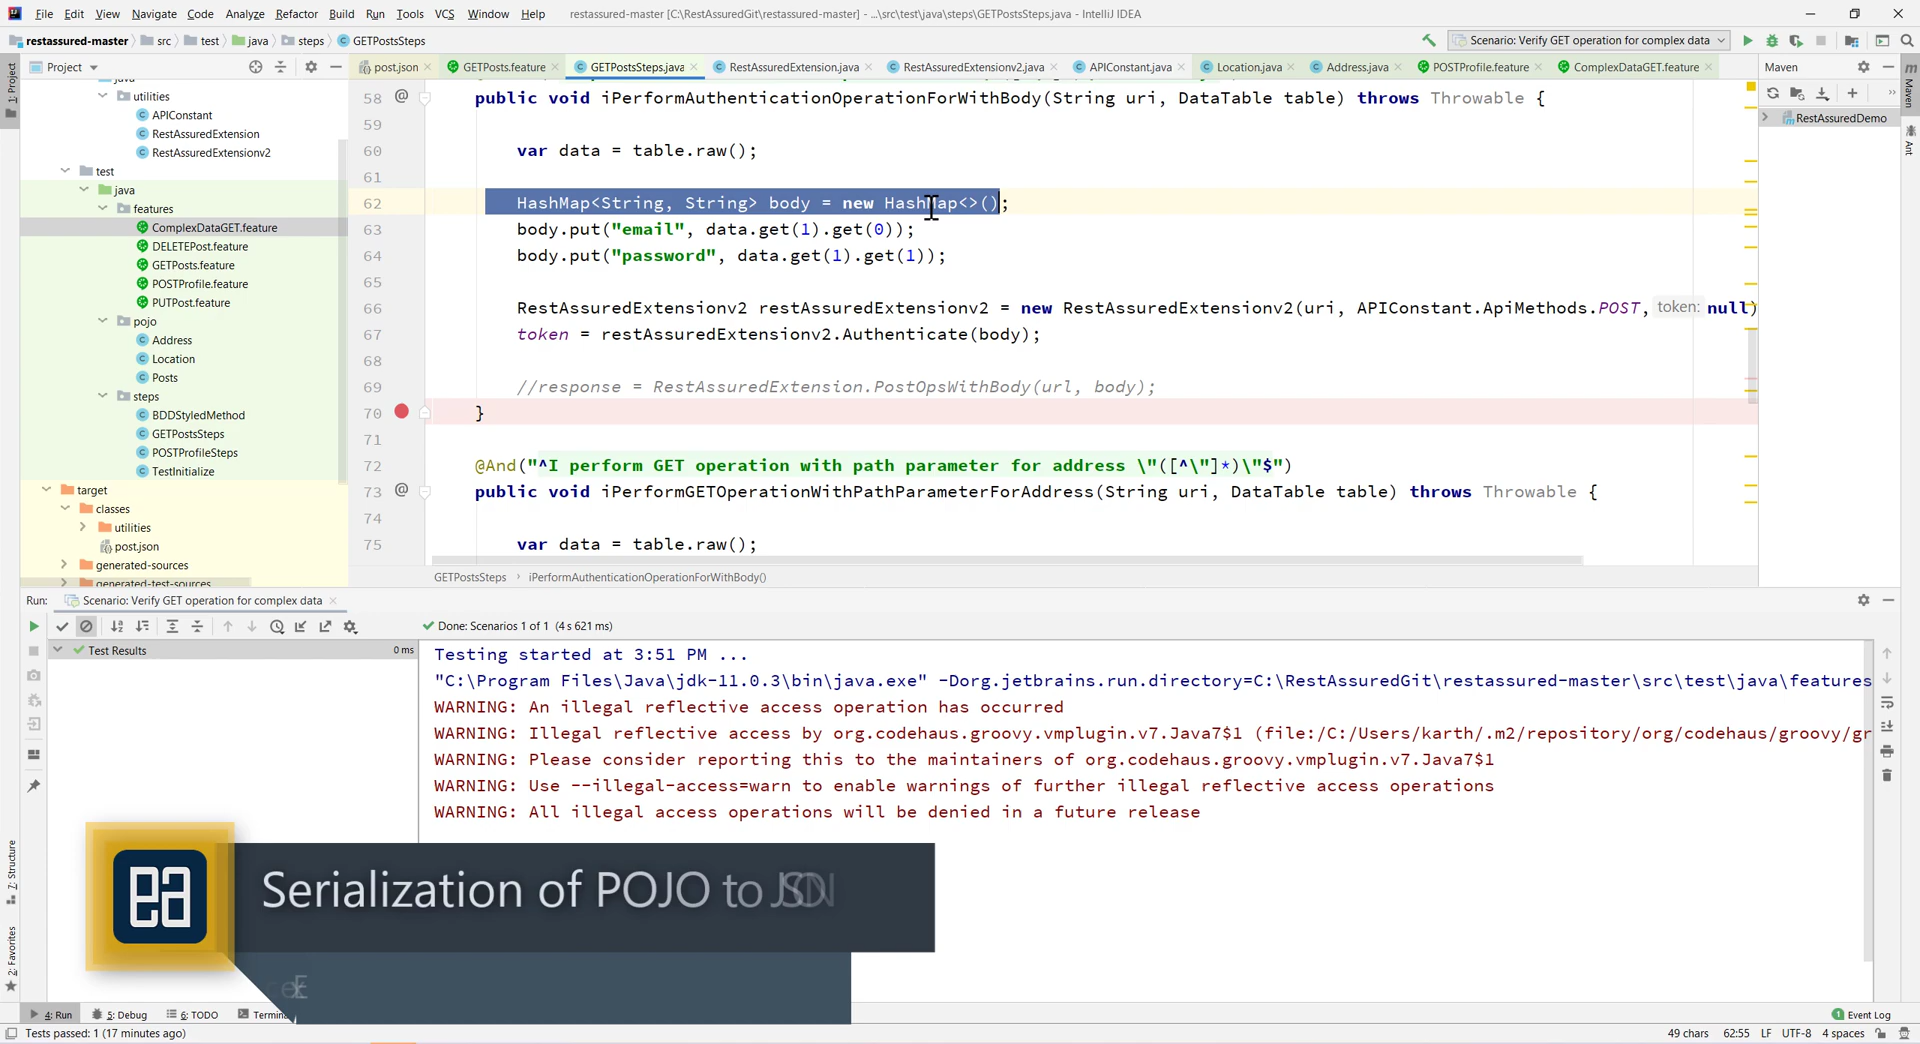 File Edit View Navigate Code Analyze Refactor Build Run Tools VCS Window Help restassured-master [C:\RestAssuredGit\restassured-master] - ...\src\test\java\steps\GETPostsSteps.java - IntelliJ IDEA
restassured-master src test java steps GETPostsSteps Scenario: Verify GET operation for complex data
Project post.json GETPosts.feature GETPostsSteps.java RestAssuredExtension.java RestAssuredExtensionv2.java APIConstant.java Location.java Address.java POSTProfile.feature ComplexDataGET.feature Maven
1: Project
Maven
Ant
RestAssuredDemo
java
utilities
APIConstant
RestAssuredExtension
RestAssuredExtensionv2
test
java
features
ComplexDataGET.feature
DELETEPost.feature
GETPosts.feature
POSTProfile.feature
PUTPost.feature
pojo
Address
Location
Posts
steps
BDDStyledMethod
GETPostsSteps
POSTProfileSteps
TestInitialize
target
classes
utilities
post.json
generated-sources
generated-test-sources
58 @ public void iPerformAuthenticationOperationForWithBody(String uri, DataTable table) throws Throwable {
59
60 var data = table.raw();
61
62 HashMap<String, String> body = new HashMap<>();
63 body.put("email", data.get(1).get(0));
64 body.put("password", data.get(1).get(1));
65
66 RestAssuredExtensionv2 restAssuredExtensionv2 = new RestAssuredExtensionv2(uri, APIConstant.ApiMethods.POST, token: null)
67 token = restAssuredExtensionv2.Authenticate(body);
68
69 //response = RestAssuredExtension.PostOpsWithBody(url, body);
70 }
71
72 @And("^I perform GET operation with path parameter for address \"([^\"]*)\"$")
73 @ public void iPerformGETOperationWithPathParameterForAddress(String uri, DataTable table) throws Throwable {
74
75 var data = table.raw();
GETPostsSteps iPerformAuthenticationOperationForWithBody()
Run: Scenario: Verify GET operation for complex data
Done: Scenarios 1 of 1 (4 s 621 ms)
Test Results 0 ms
Testing started at 3:51 PM ...
"C:\Program Files\Java\jdk-11.0.3\bin\java.exe" -Dorg.jetbrains.run.directory=C:\RestAssuredGit\restassured-master\src\test\java\features
WARNING: An illegal reflective access operation has occurred
WARNING: Illegal reflective access by org.codehaus.groovy.vmplugin.v7.Java7$1 (file:/C:/Users/karth/.m2/repository/org/codehaus/groovy/gr
WARNING: Please consider reporting this to the maintainers of org.codehaus.groovy.vmplugin.v7.Java7$1
WARNING: Use --illegal-access=warn to enable warnings of further illegal reflective access operations
WARNING: All illegal access operations will be denied in a future release
ea
Serialization of POJO to JSON
7: Structure
2: Favorites
4: Run 5: Debug 6: TODO Termin
1 Event Log
Tests passed: 1 (17 minutes ago) 49 chars 62:55 LF UTF-8 4 spaces